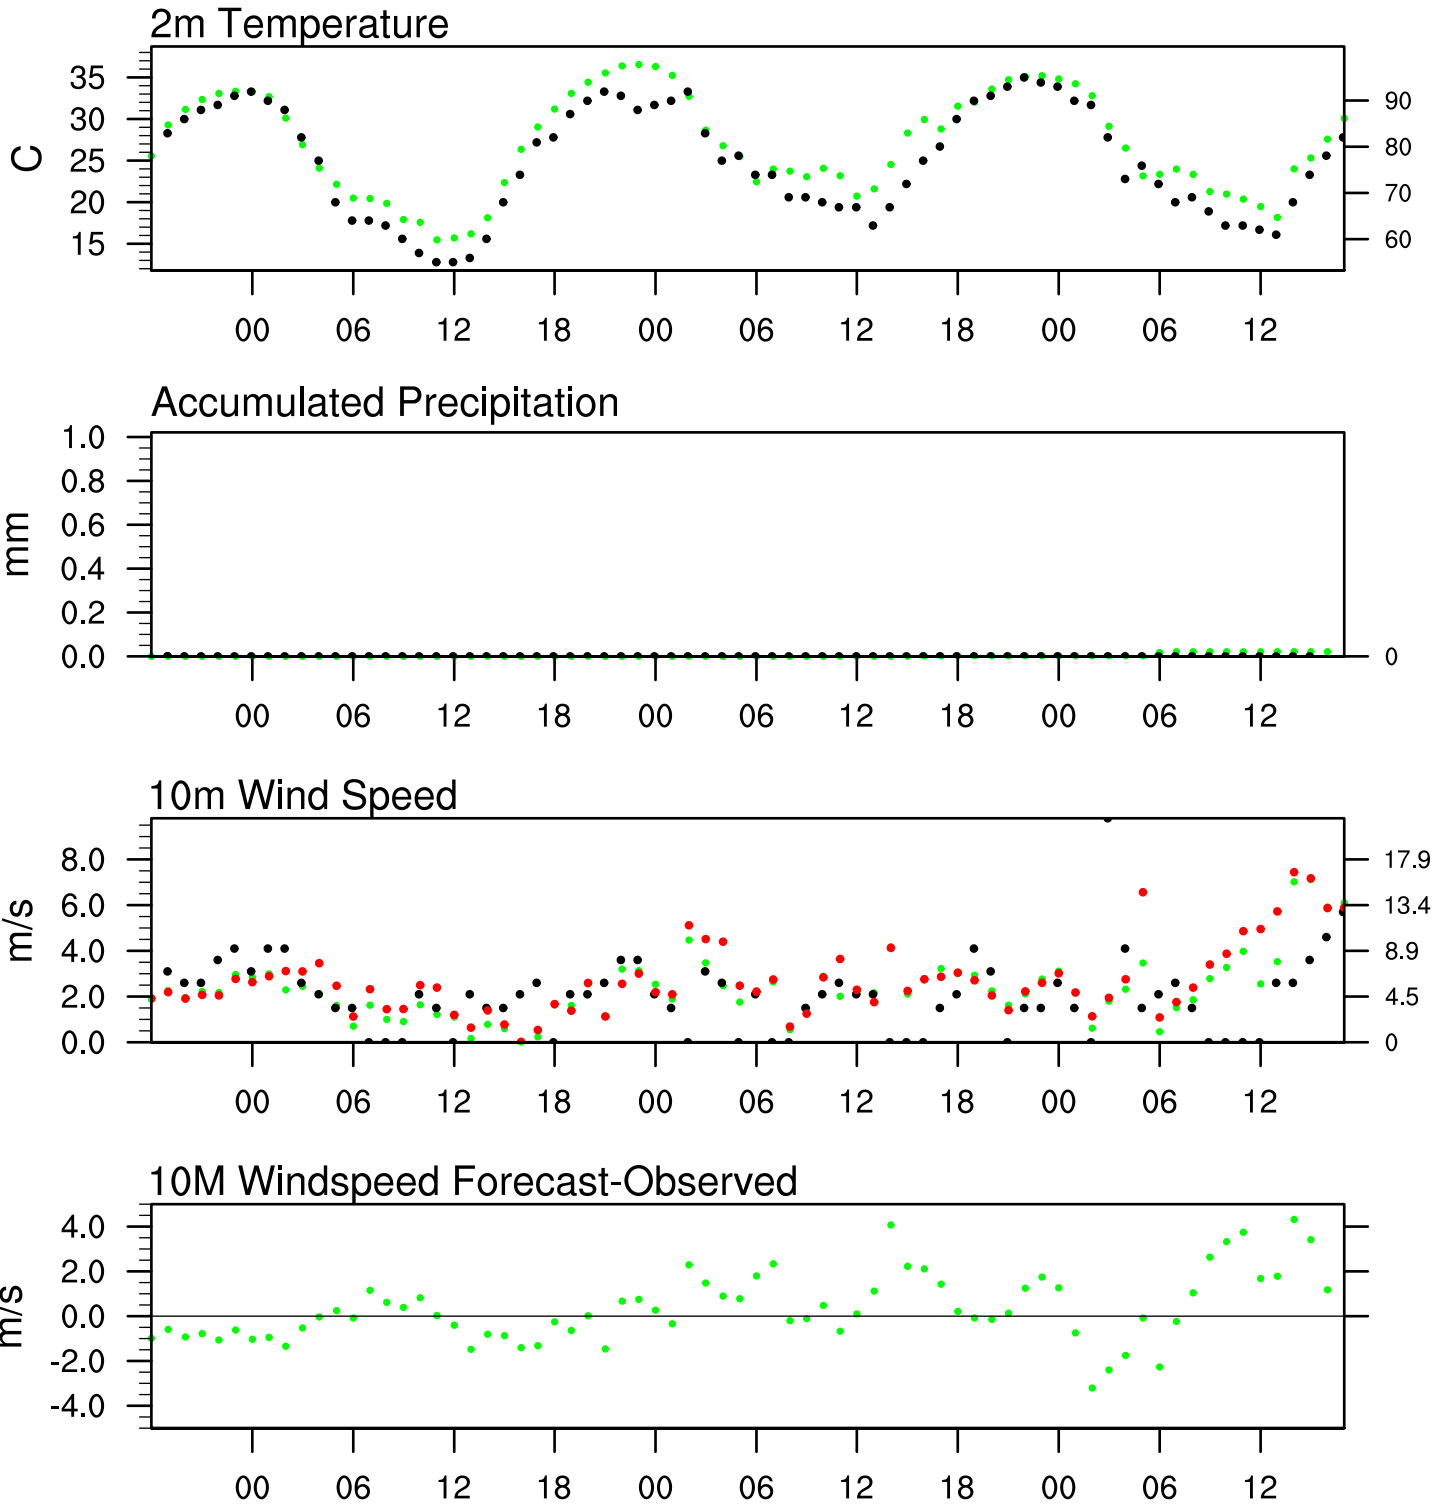 2m Temperature
35
30
25
20
15
C
90
80
70
60
00 06 12 18 00 06 12 18 00 06 12
Accumulated Precipitation
1.0
0.8
0.6
0.4
0.2
0.0
mm
0
00 06 12 18 00 06 12 18 00 06 12
10m Wind Speed
8.0
6.0
4.0
2.0
0.0
m/s
17.9
13.4
8.9
4.5
0
00 06 12 18 00 06 12 18 00 06 12
10M Windspeed Forecast-Observed
4.0
2.0
0.0
-2.0
-4.0
m/s
00 06 12 18 00 06 12 18 00 06 12